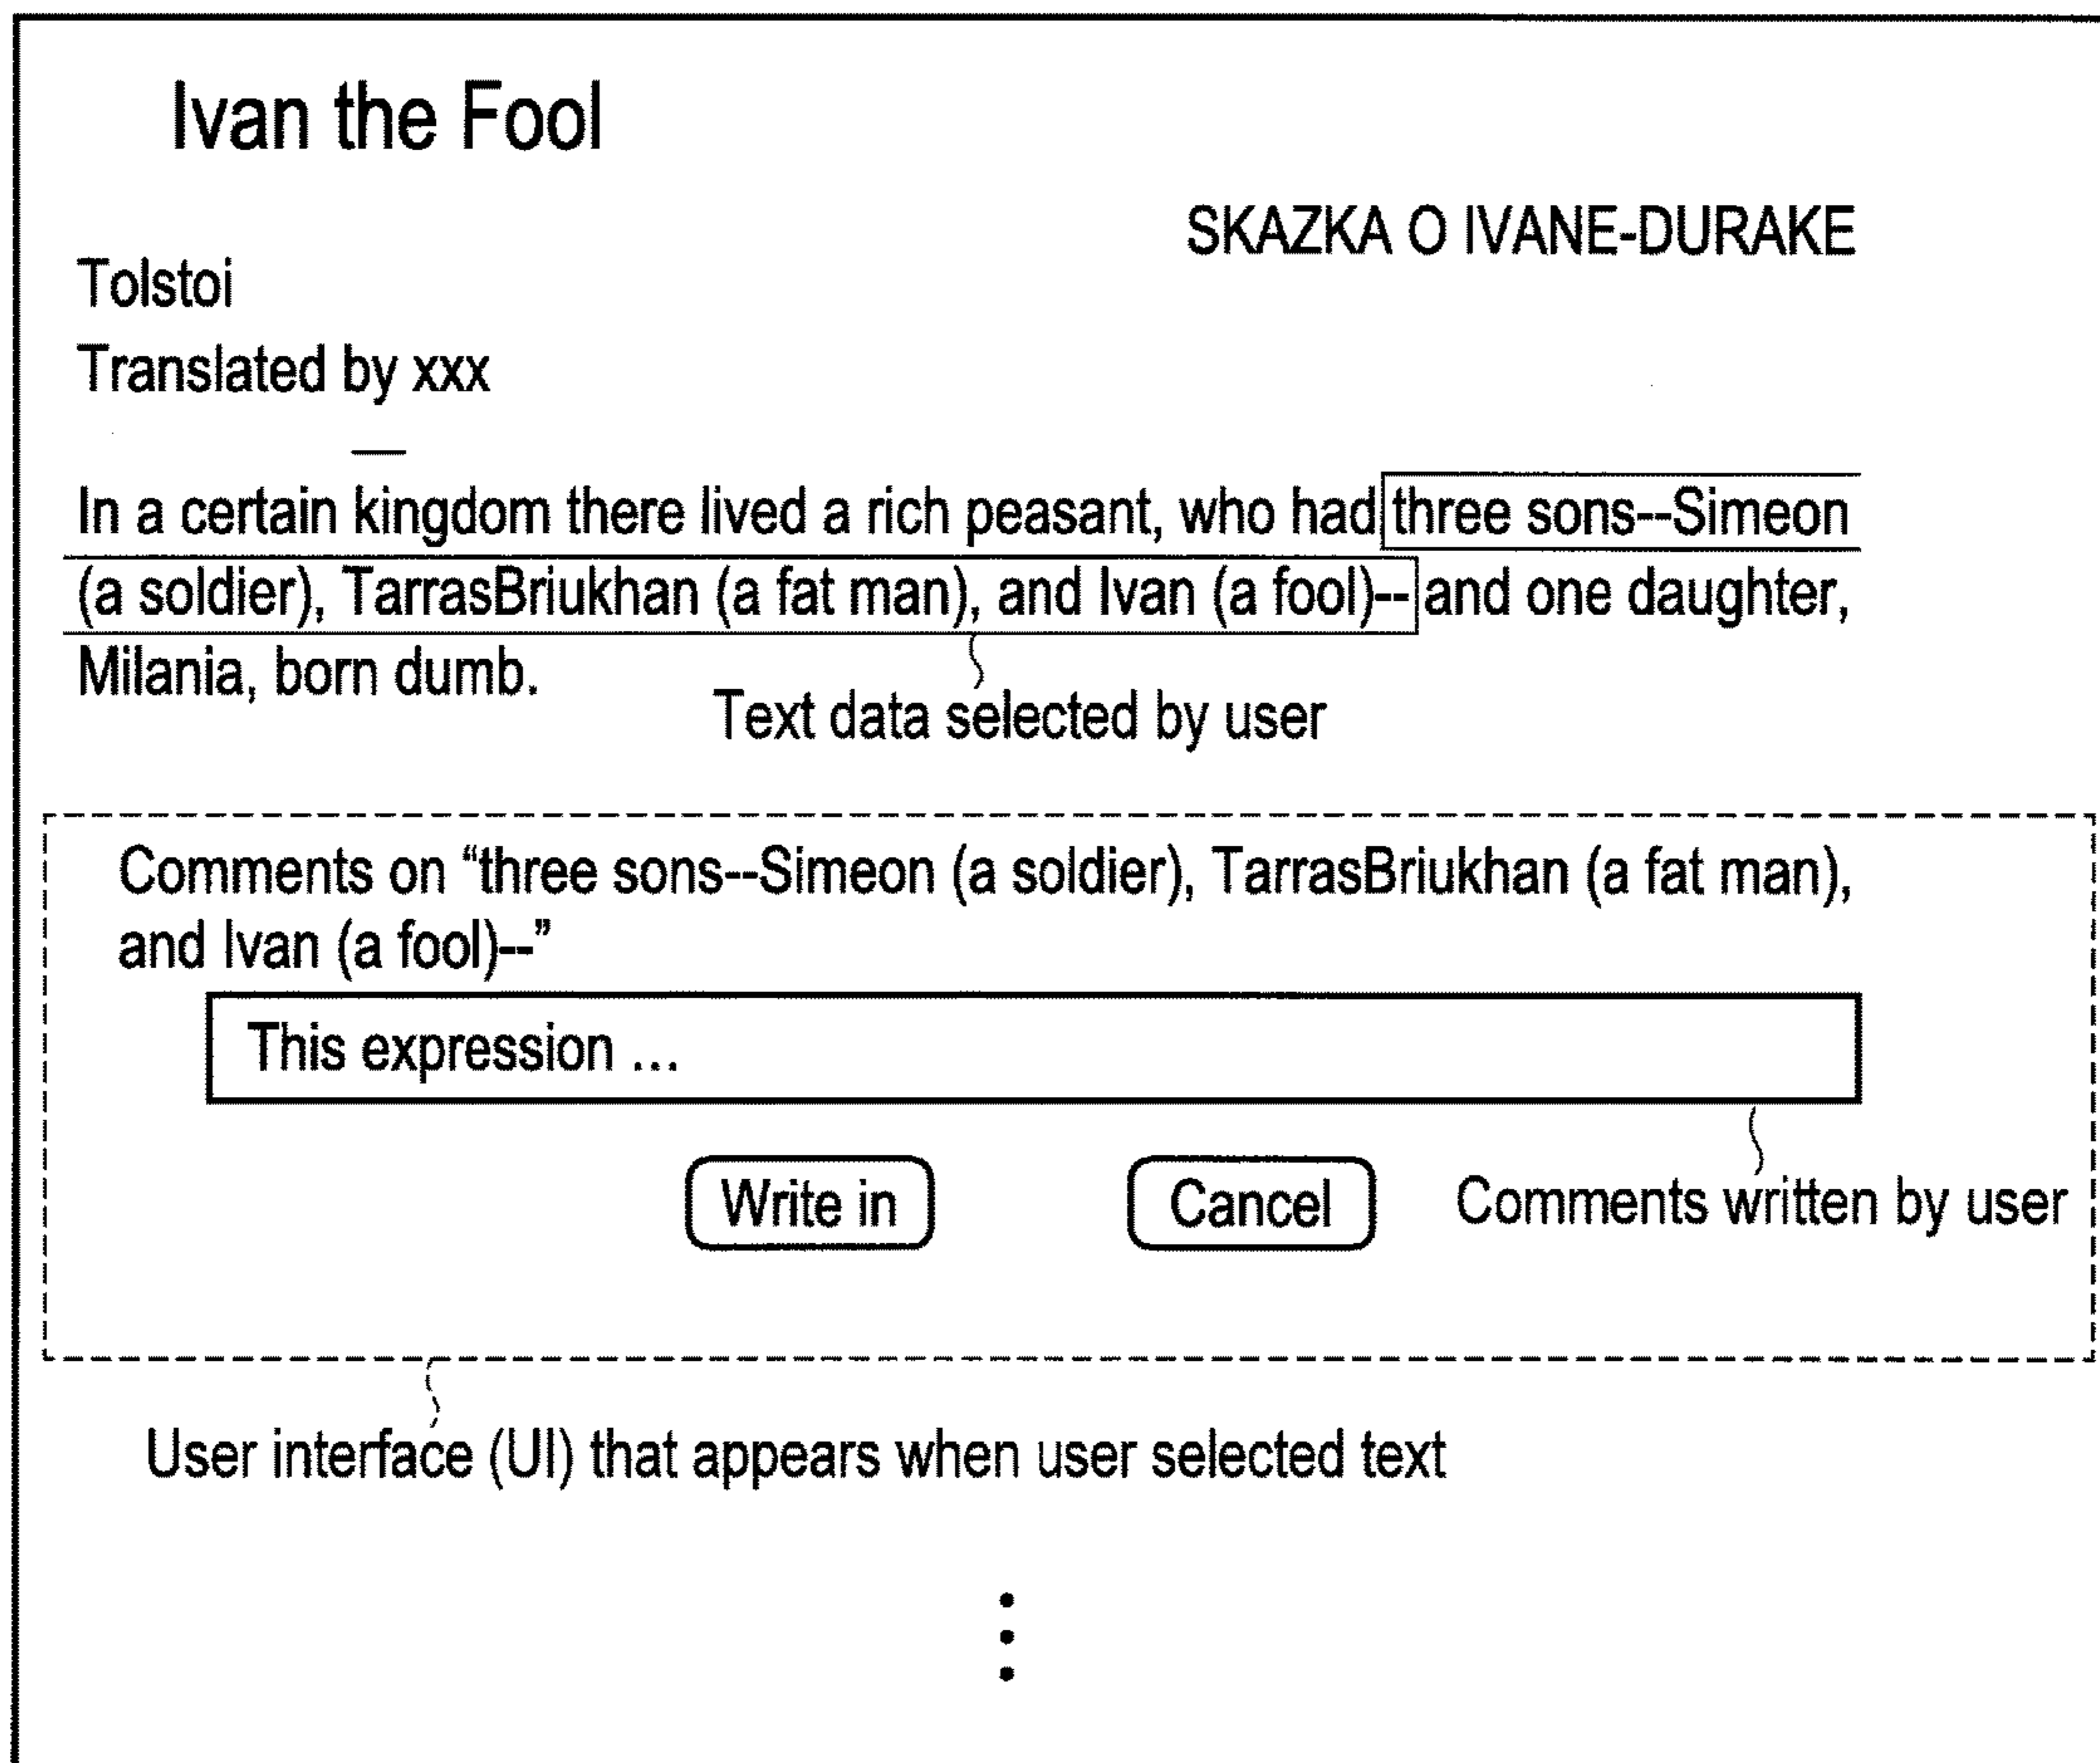 Ivan the Fool
SKAZKA O IVANE-DURAKE
Tolstoi
Translated by xxx
In a certain kingdom there lived a rich peasant, who had three sons--Simeon
(a soldier), TarrasBriukhan (a fat man), and Ivan (a fool)-- and one daughter,
Milania, born dumb.
Text data selected by user
Comments on “three sons--Simeon (a soldier), TarrasBriukhan (a fat man),
and Ivan (a fool)--”
This expression ...
Write in
Cancel
Comments written by user
User interface (UI) that appears when user selected text